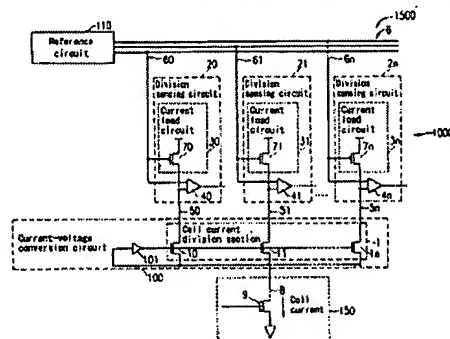 110
1500
6
Reference circuit
60
20
61
21
6n
2n
Division sensing circuit
Division sensing circuit
Division sensing circuit
Current load circuit
Current load circuit
Current load circuit
1000
70
30
71
31
7n
3n
40
41
4n
50
51
5n
Current-voltage conversion circuit
Cell current division section
1
101
10
11
1n
100
8
9
Cell current
150